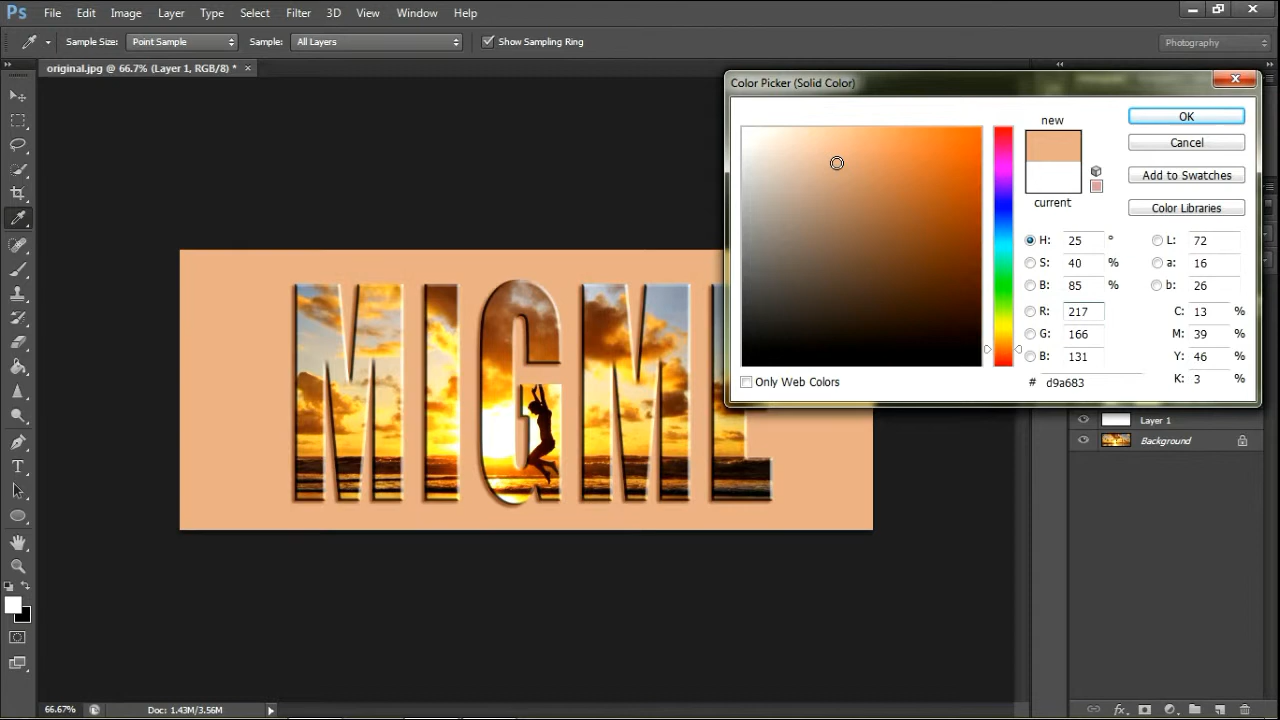 Ps File Edit Image Layer Type Select Filter 3D View Window Help
Sample Size: Point Sample Sample: All Layers Show Sampling Ring Photography
original.jpg @ 66.7% (Layer 1, RGB/8) * ×
Color Picker (Solid Color)
new
OK
Cancel
Add to Swatches
current
Color Libraries
H: 25 ° L: 72
S: 40 % a: 16
B: 85 % b: 26
R: 217 C: 13 %
G: 166 M: 39 %
B: 131 Y: 46 %
Only Web Colors # d9a683 K: 3 %
Layer 1
Background
MIGME
66.67% Doc: 1.43M/3.56M